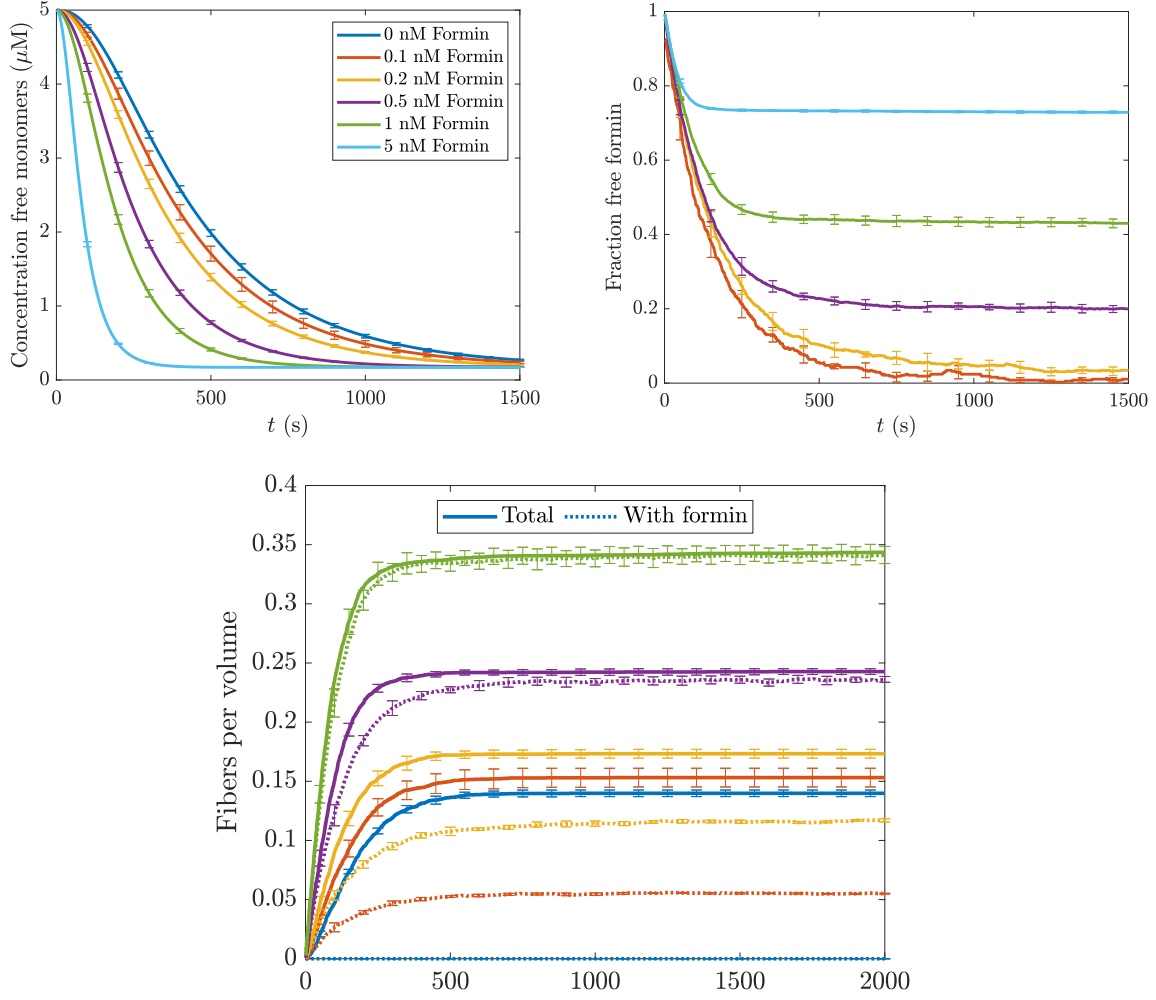 Concentration free monomers (μM)
5
4
3
2
1
0
0 500 1000 1500
t (s)
0 nM Formin
0.1 nM Formin
0.2 nM Formin
0.5 nM Formin
1 nM Formin
5 nM Formin
Fraction free formin
1
0.8
0.6
0.4
0.2
0
0 500 1000 1500
t (s)
Fibers per volume
0.4
0.35
0.3
0.25
0.2
0.15
0.1
0.05
0
0 500 1000 1500 2000
Total With formin